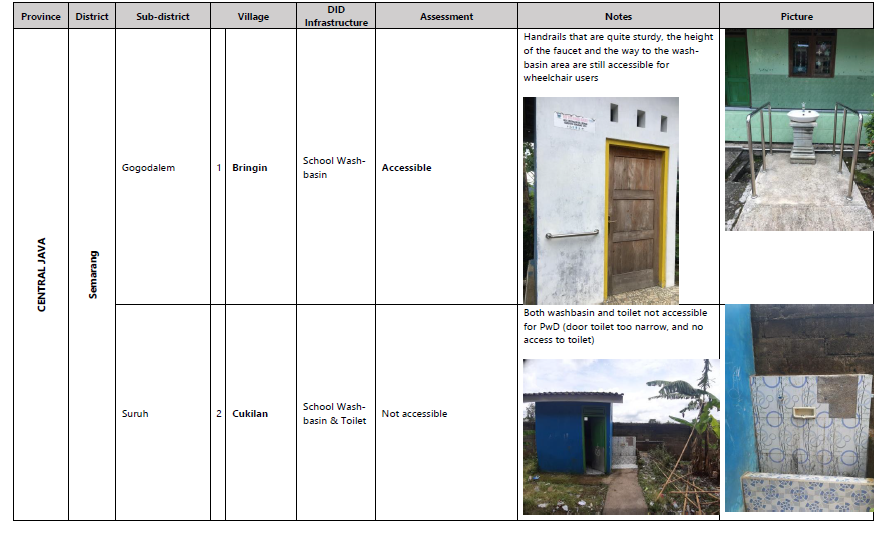 Province
District
Sub-district
Village
DID
Infrastructure
Assessment
Notes
Picture
CENTRAL JAVA
Semarang
Gogodalem
1
Bringin
School Wash-
basin
Accessible
Handrails that are quite sturdy, the height
of the faucet and the way to the wash-
basin area are still accessible for
wheelchair users
Suruh
2
Cukilan
School Wash-
basin & Toilet
Not accessible
Both washbasin and toilet not accessible
for PwD (door toilet too narrow, and no
access to toilet)